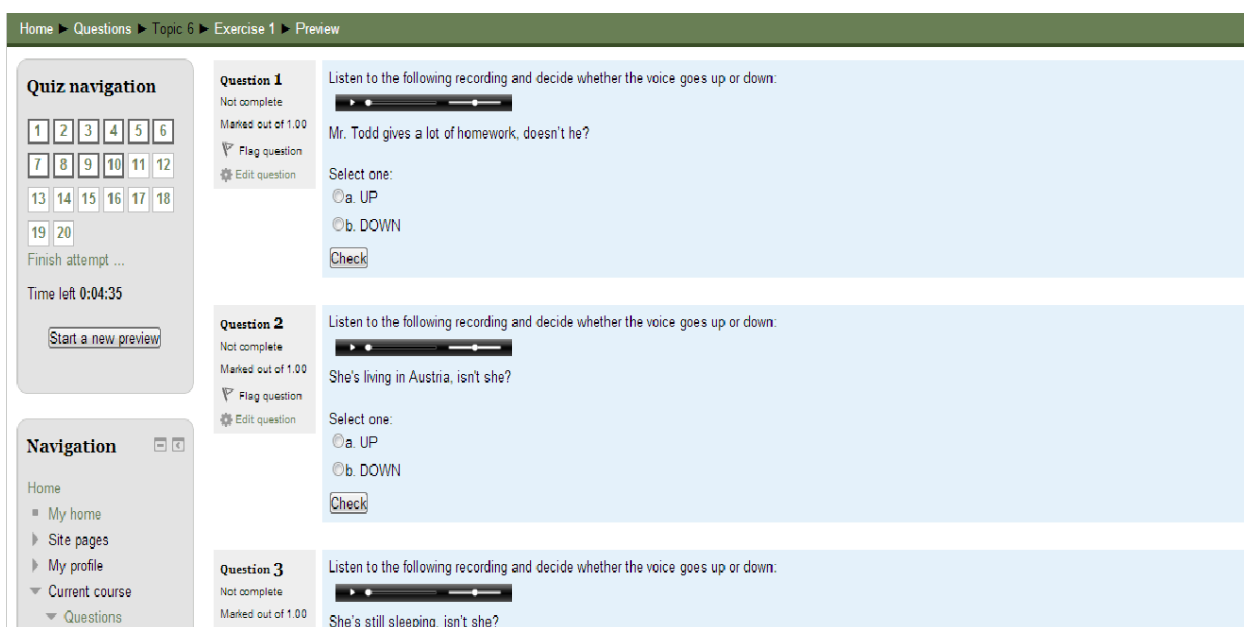 Home ► Questions ► Topic 6 ► Exercise 1 ► Preview
Quiz navigation
1 2 3 4 5 6
7 8 9 10 11 12
13 14 15 16 17 18
19 20
Finish attempt ...
Time left 0:04:35
Start a new preview
Navigation
Home
My home
Site pages
My profile
Current course
Questions
Question 1
Not complete
Marked out of 1.00
Flag question
Edit question
Listen to the following recording and decide whether the voice goes up or down:
Mr. Todd gives a lot of homework, doesn't he?
Select one:
a. UP
b. DOWN
Check
Question 2
Not complete
Marked out of 1.00
Flag question
Edit question
Listen to the following recording and decide whether the voice goes up or down:
She's living in Austria, isn't she?
Select one:
a. UP
b. DOWN
Check
Question 3
Not complete
Marked out of 1.00
Listen to the following recording and decide whether the voice goes up or down:
She's still sleeping, isn't she?